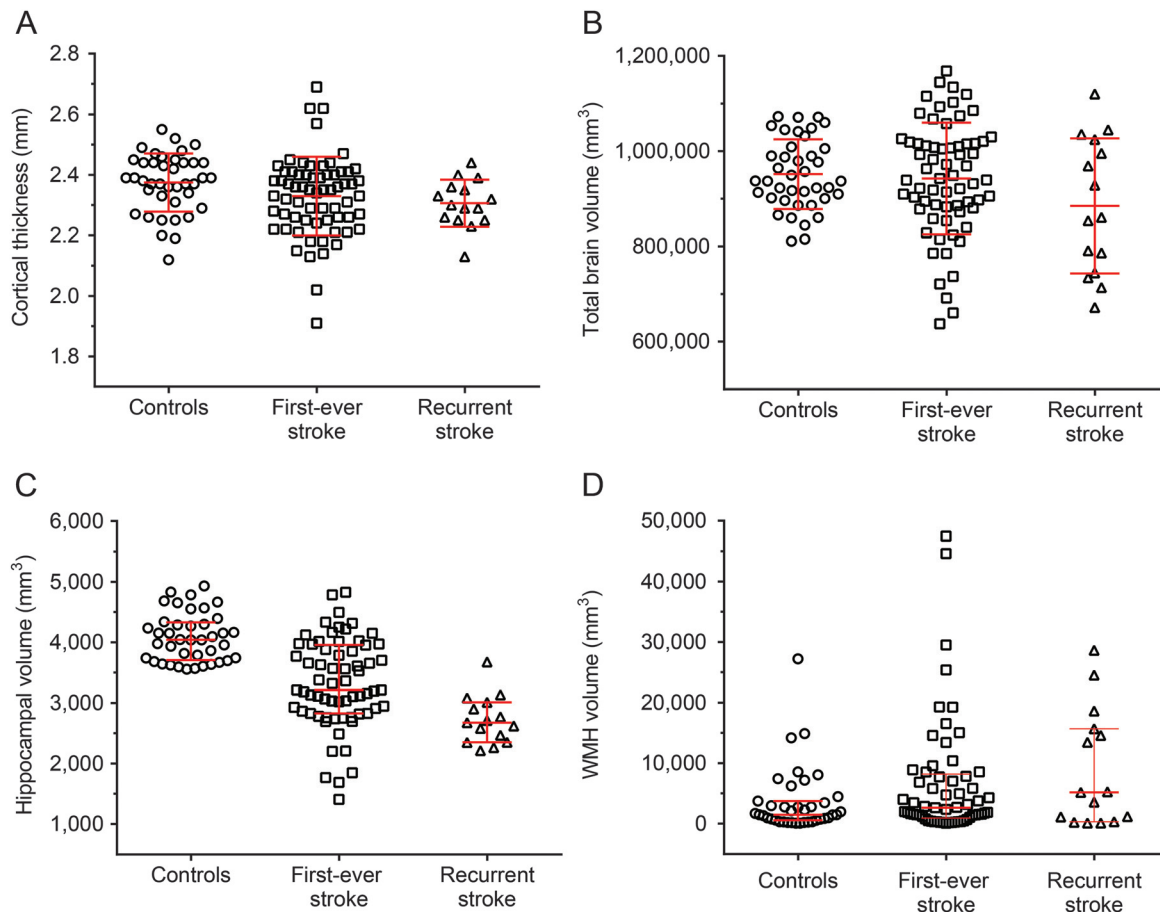 A
Cortical thickness (mm)
2.8
2.6
2.4
2.2
2.0
1.8
Controls
First-ever
stroke
Recurrent
stroke
B
Total brain volume (mm³)
1,200,000
1,000,000
800,000
600,000
Controls
First-ever
stroke
Recurrent
stroke
C
Hippocampal volume (mm³)
6,000
5,000
4,000
3,000
2,000
1,000
Controls
First-ever
stroke
Recurrent
stroke
D
WMH volume (mm³)
50,000
40,000
30,000
20,000
10,000
0
Controls
First-ever
stroke
Recurrent
stroke